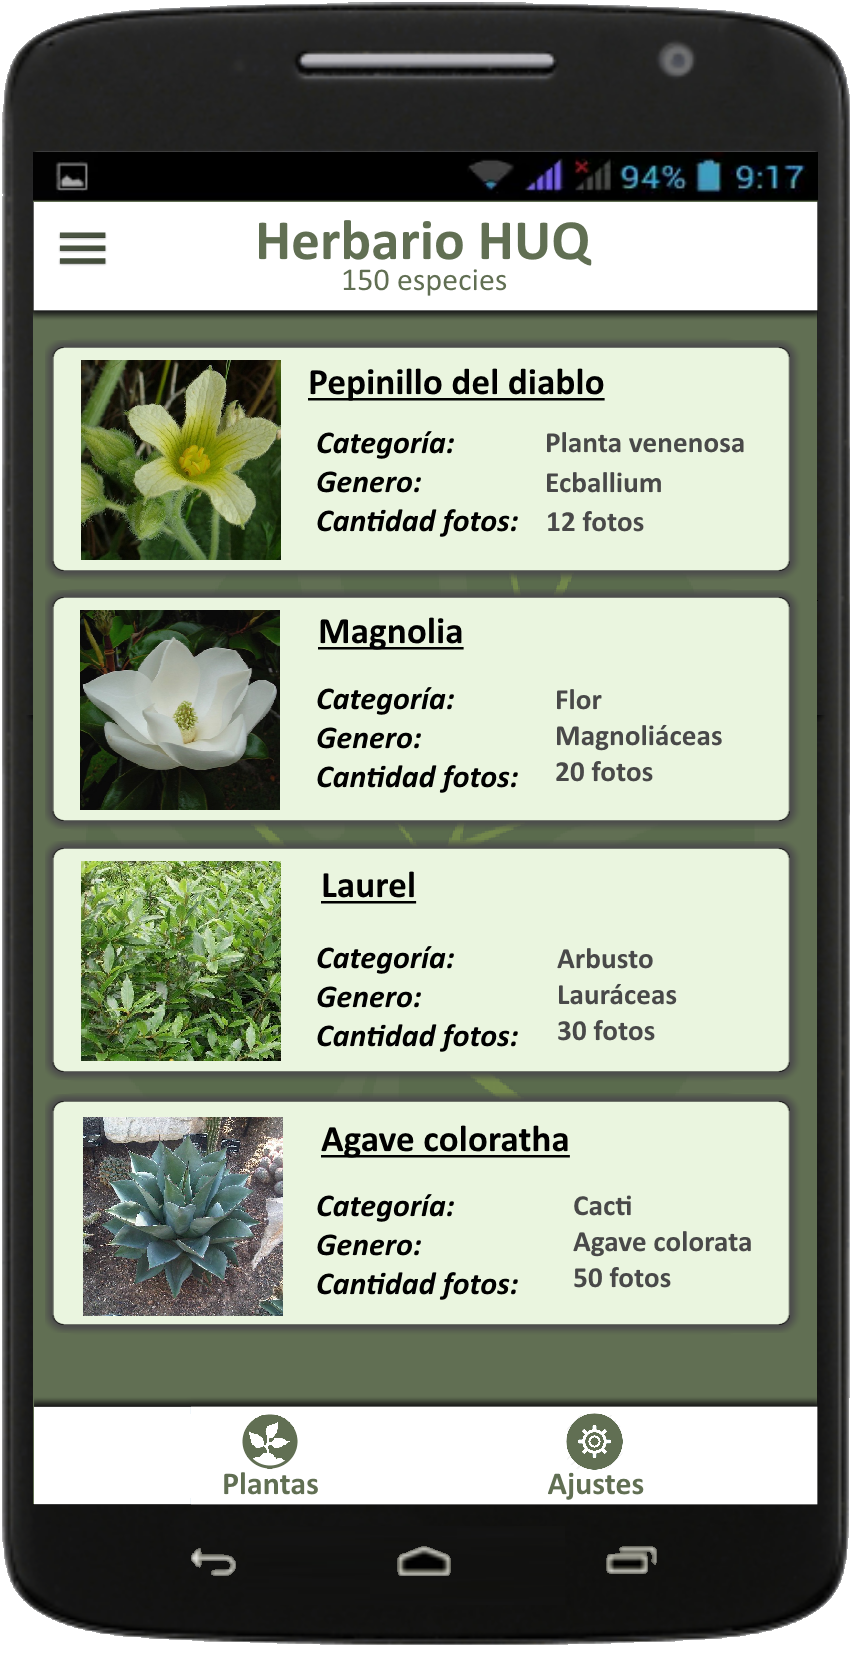 94% 9:17
Herbario HUQ
150 especies
Pepinillo del diablo
Categoría: Planta venenosa
Genero: Ecballium
Cantidad fotos: 12 fotos
Magnolia
Categoría: Flor
Genero: Magnoliáceas
Cantidad fotos: 20 fotos
Laurel
Categoría: Arbusto
Genero: Lauráceas
Cantidad fotos: 30 fotos
Agave coloratha
Categoría: Cacti
Genero: Agave colorata
Cantidad fotos: 50 fotos
Plantas Ajustes